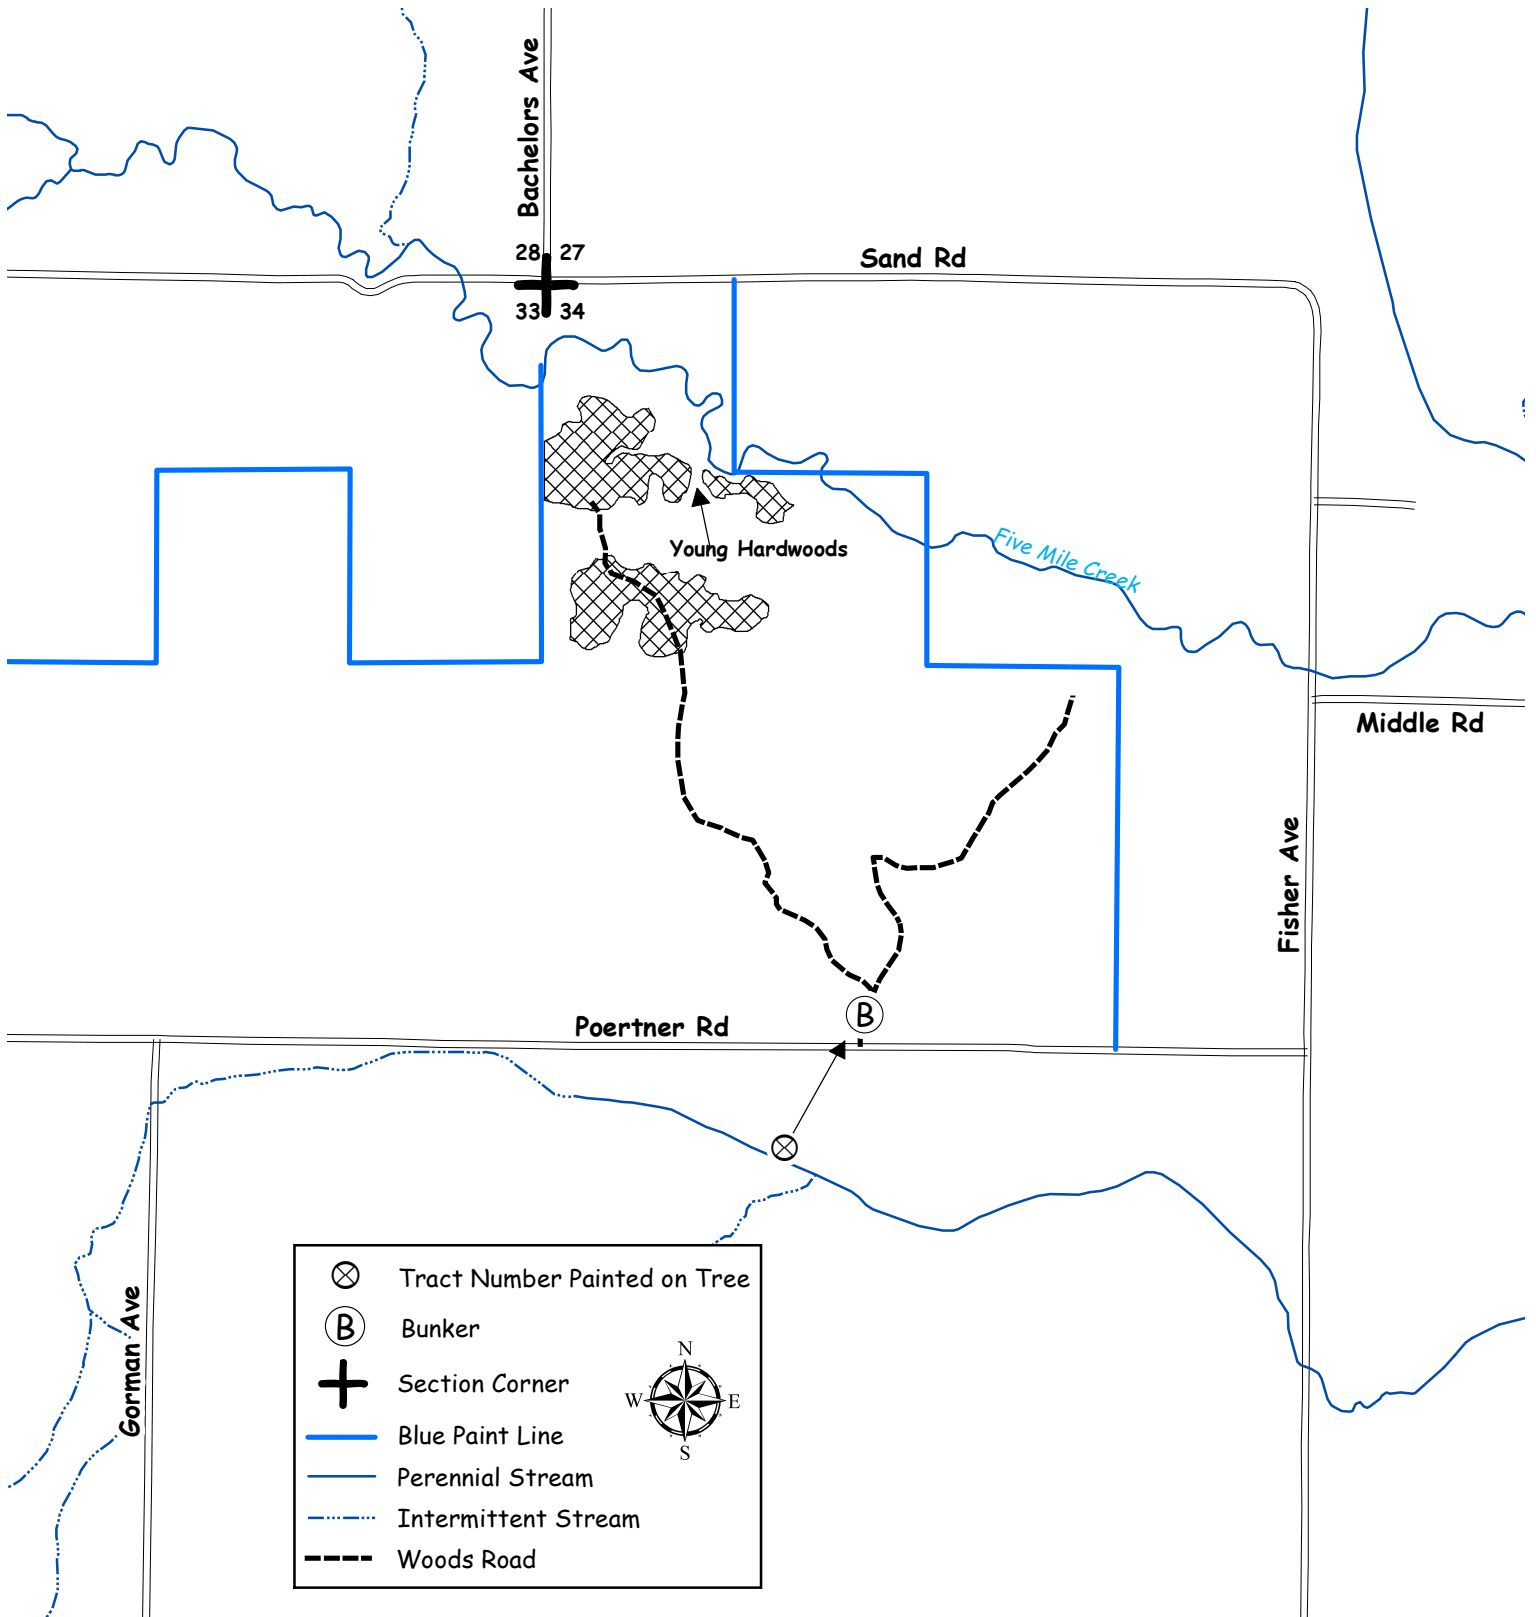 Bachelors Ave
28 27
Sand Rd
33 34
Young Hardwoods
Five Mile Creek
Middle Rd
Fisher Ave
B
Poertner Rd
Gorman Ave
Tract Number Painted on Tree
B Bunker
Section Corner
Blue Paint Line
Perennial Stream
Intermittent Stream
Woods Road
N
W E
S